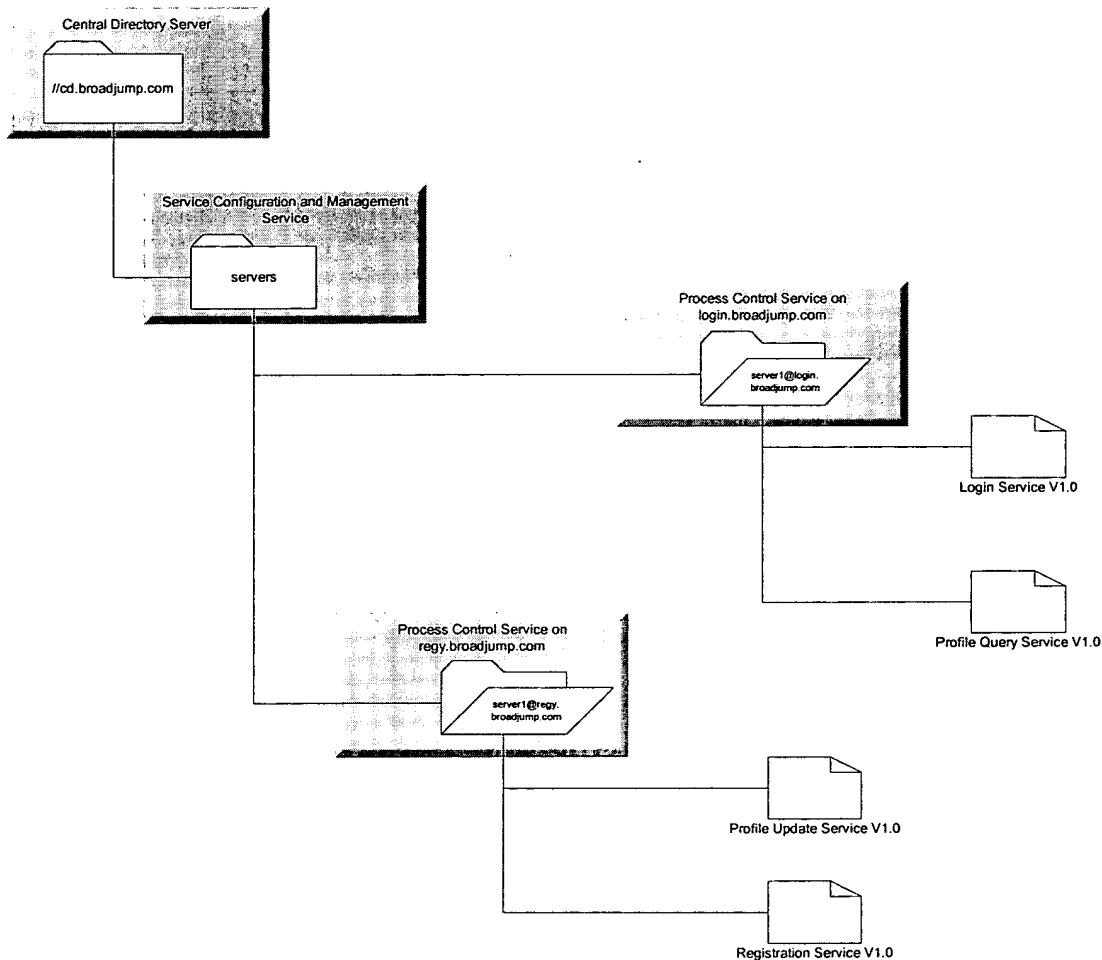 Central Directory Server
//cd.broadjump.com
Service Configuration and Management
Service
servers
Process Control Service on
login.broadjump.com
server1@login.
broadjump.com
Login Service V1.0
Profile Query Service V1.0
Process Control Service on
regy.broadjump.com
server1@regy.
broadjump.com
Profile Update Service V1.0
Registration Service V1.0